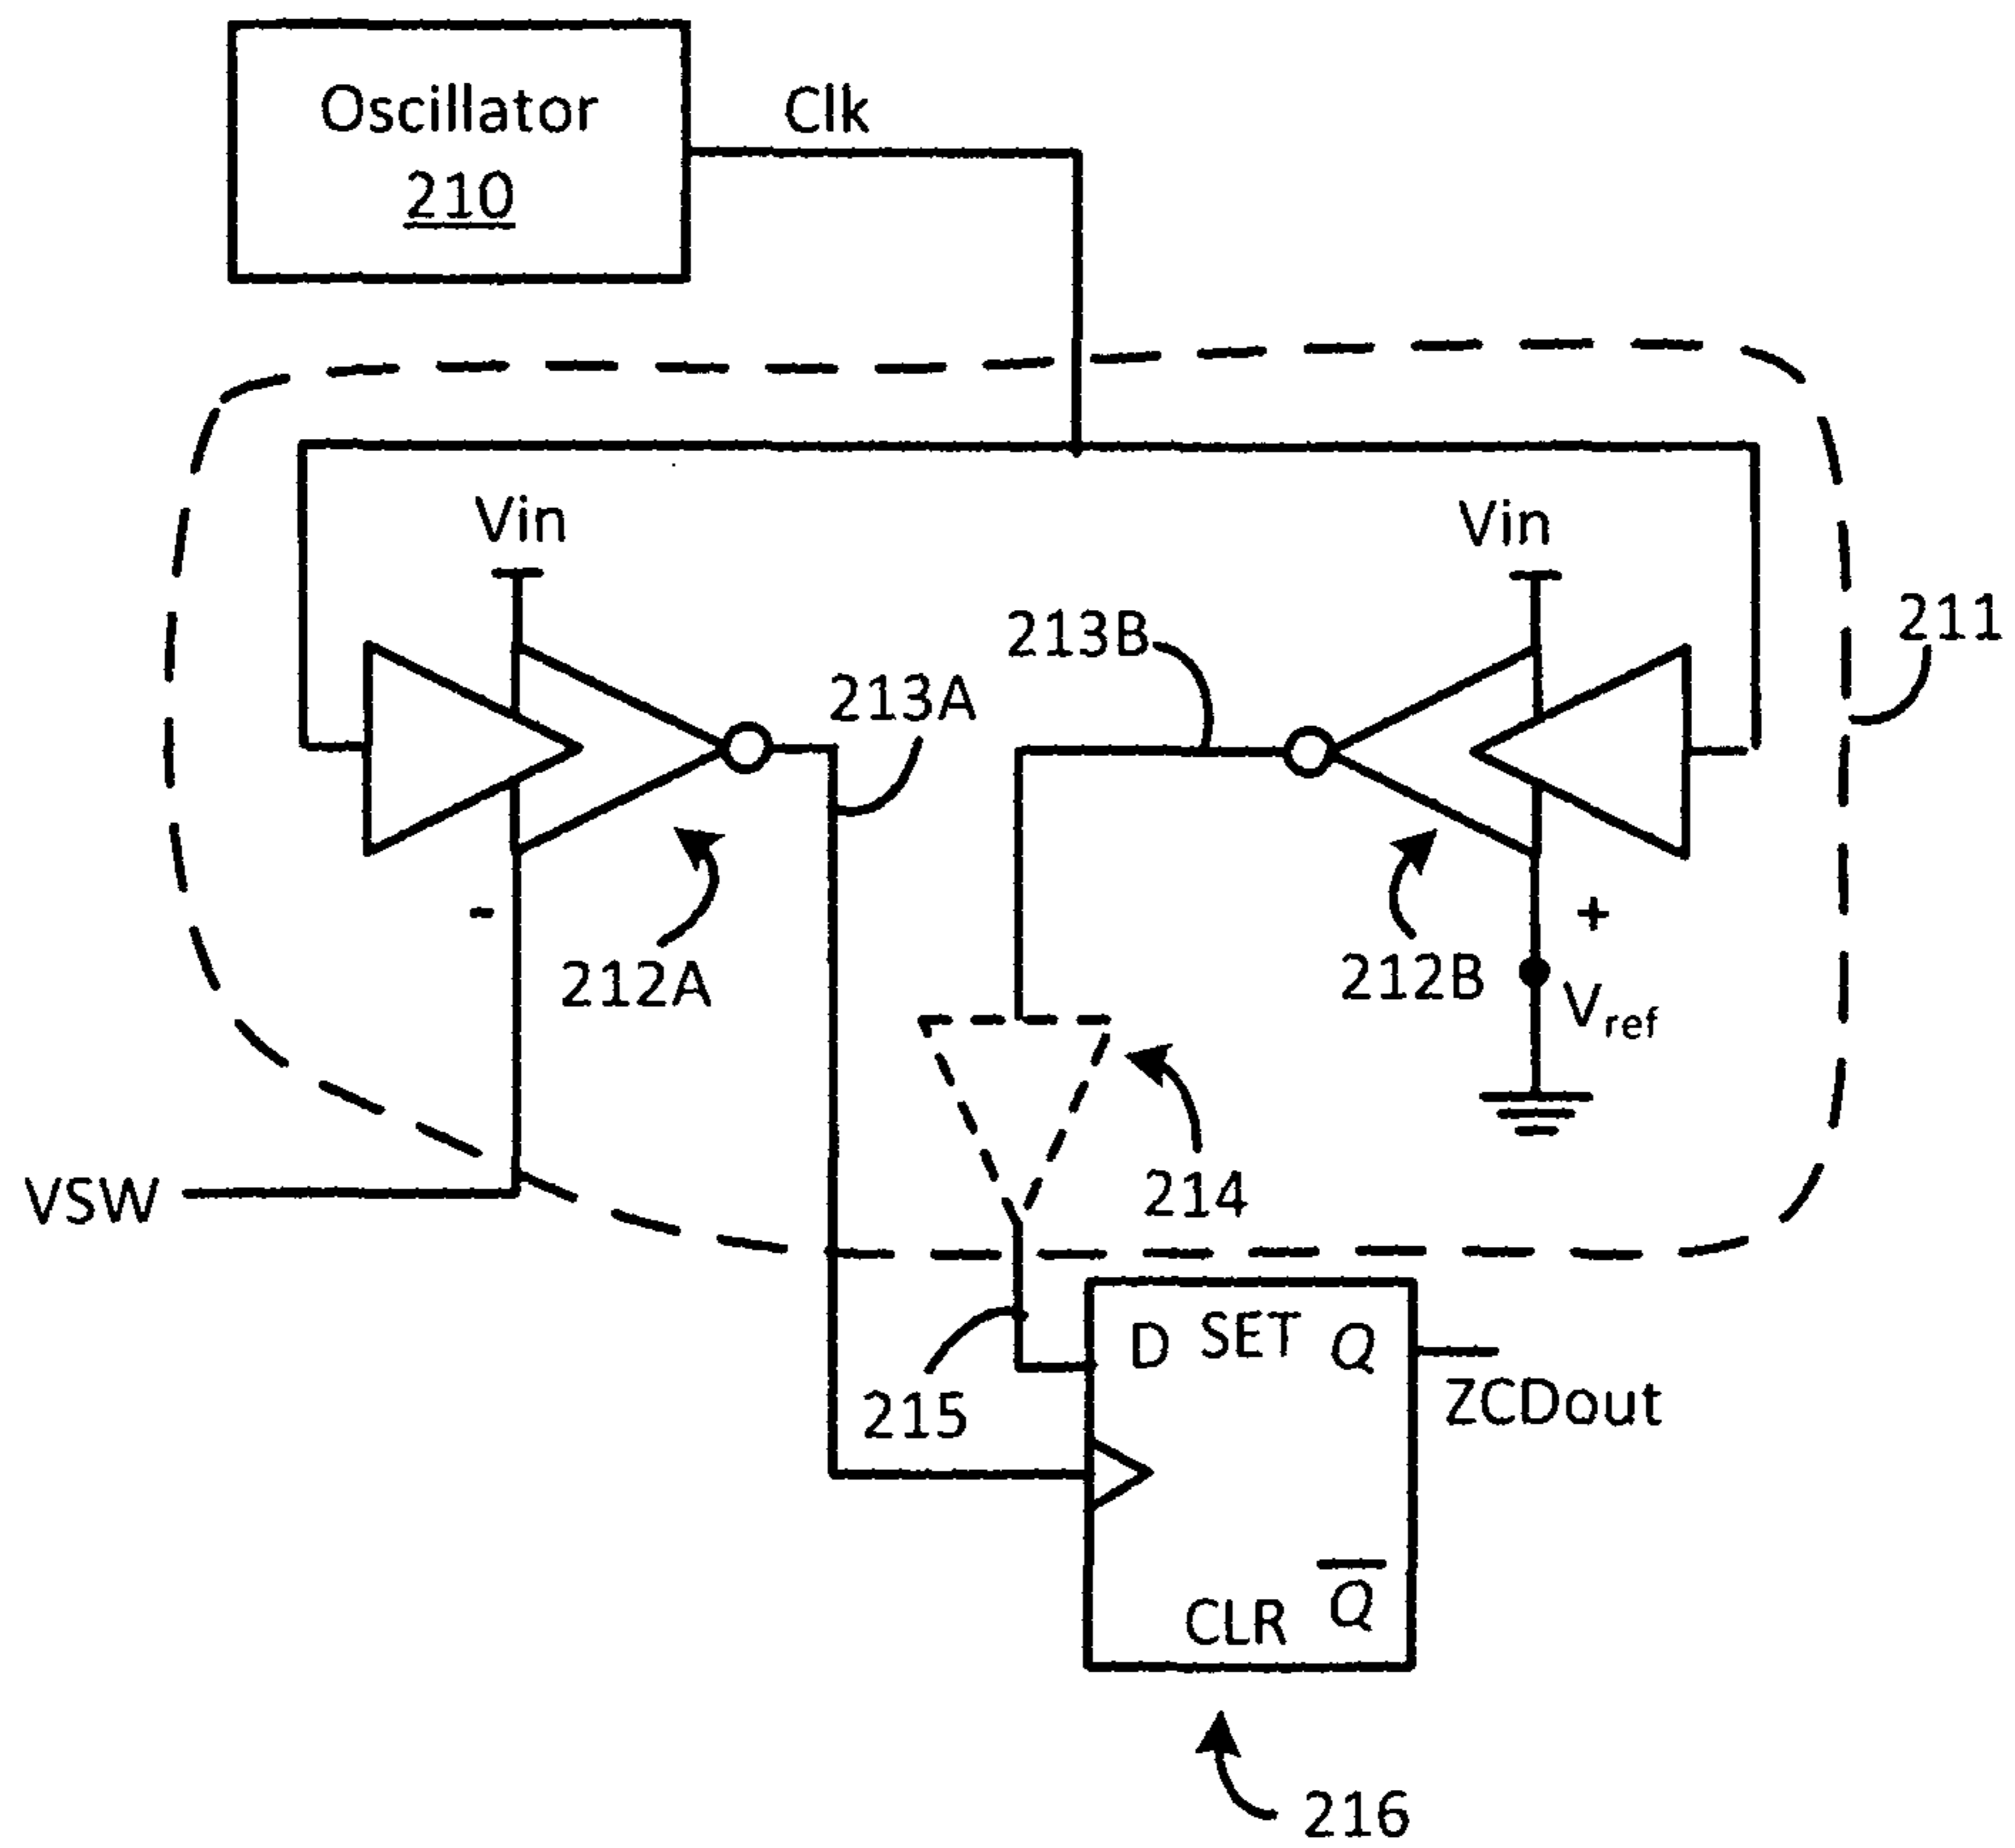 Oscillator
210
Clk
Vin
Vin
211
213B
213A
-
+
212A
212B
Vref
VSW
214
215
D SET Q
ZCDout
CLR Q̅
216